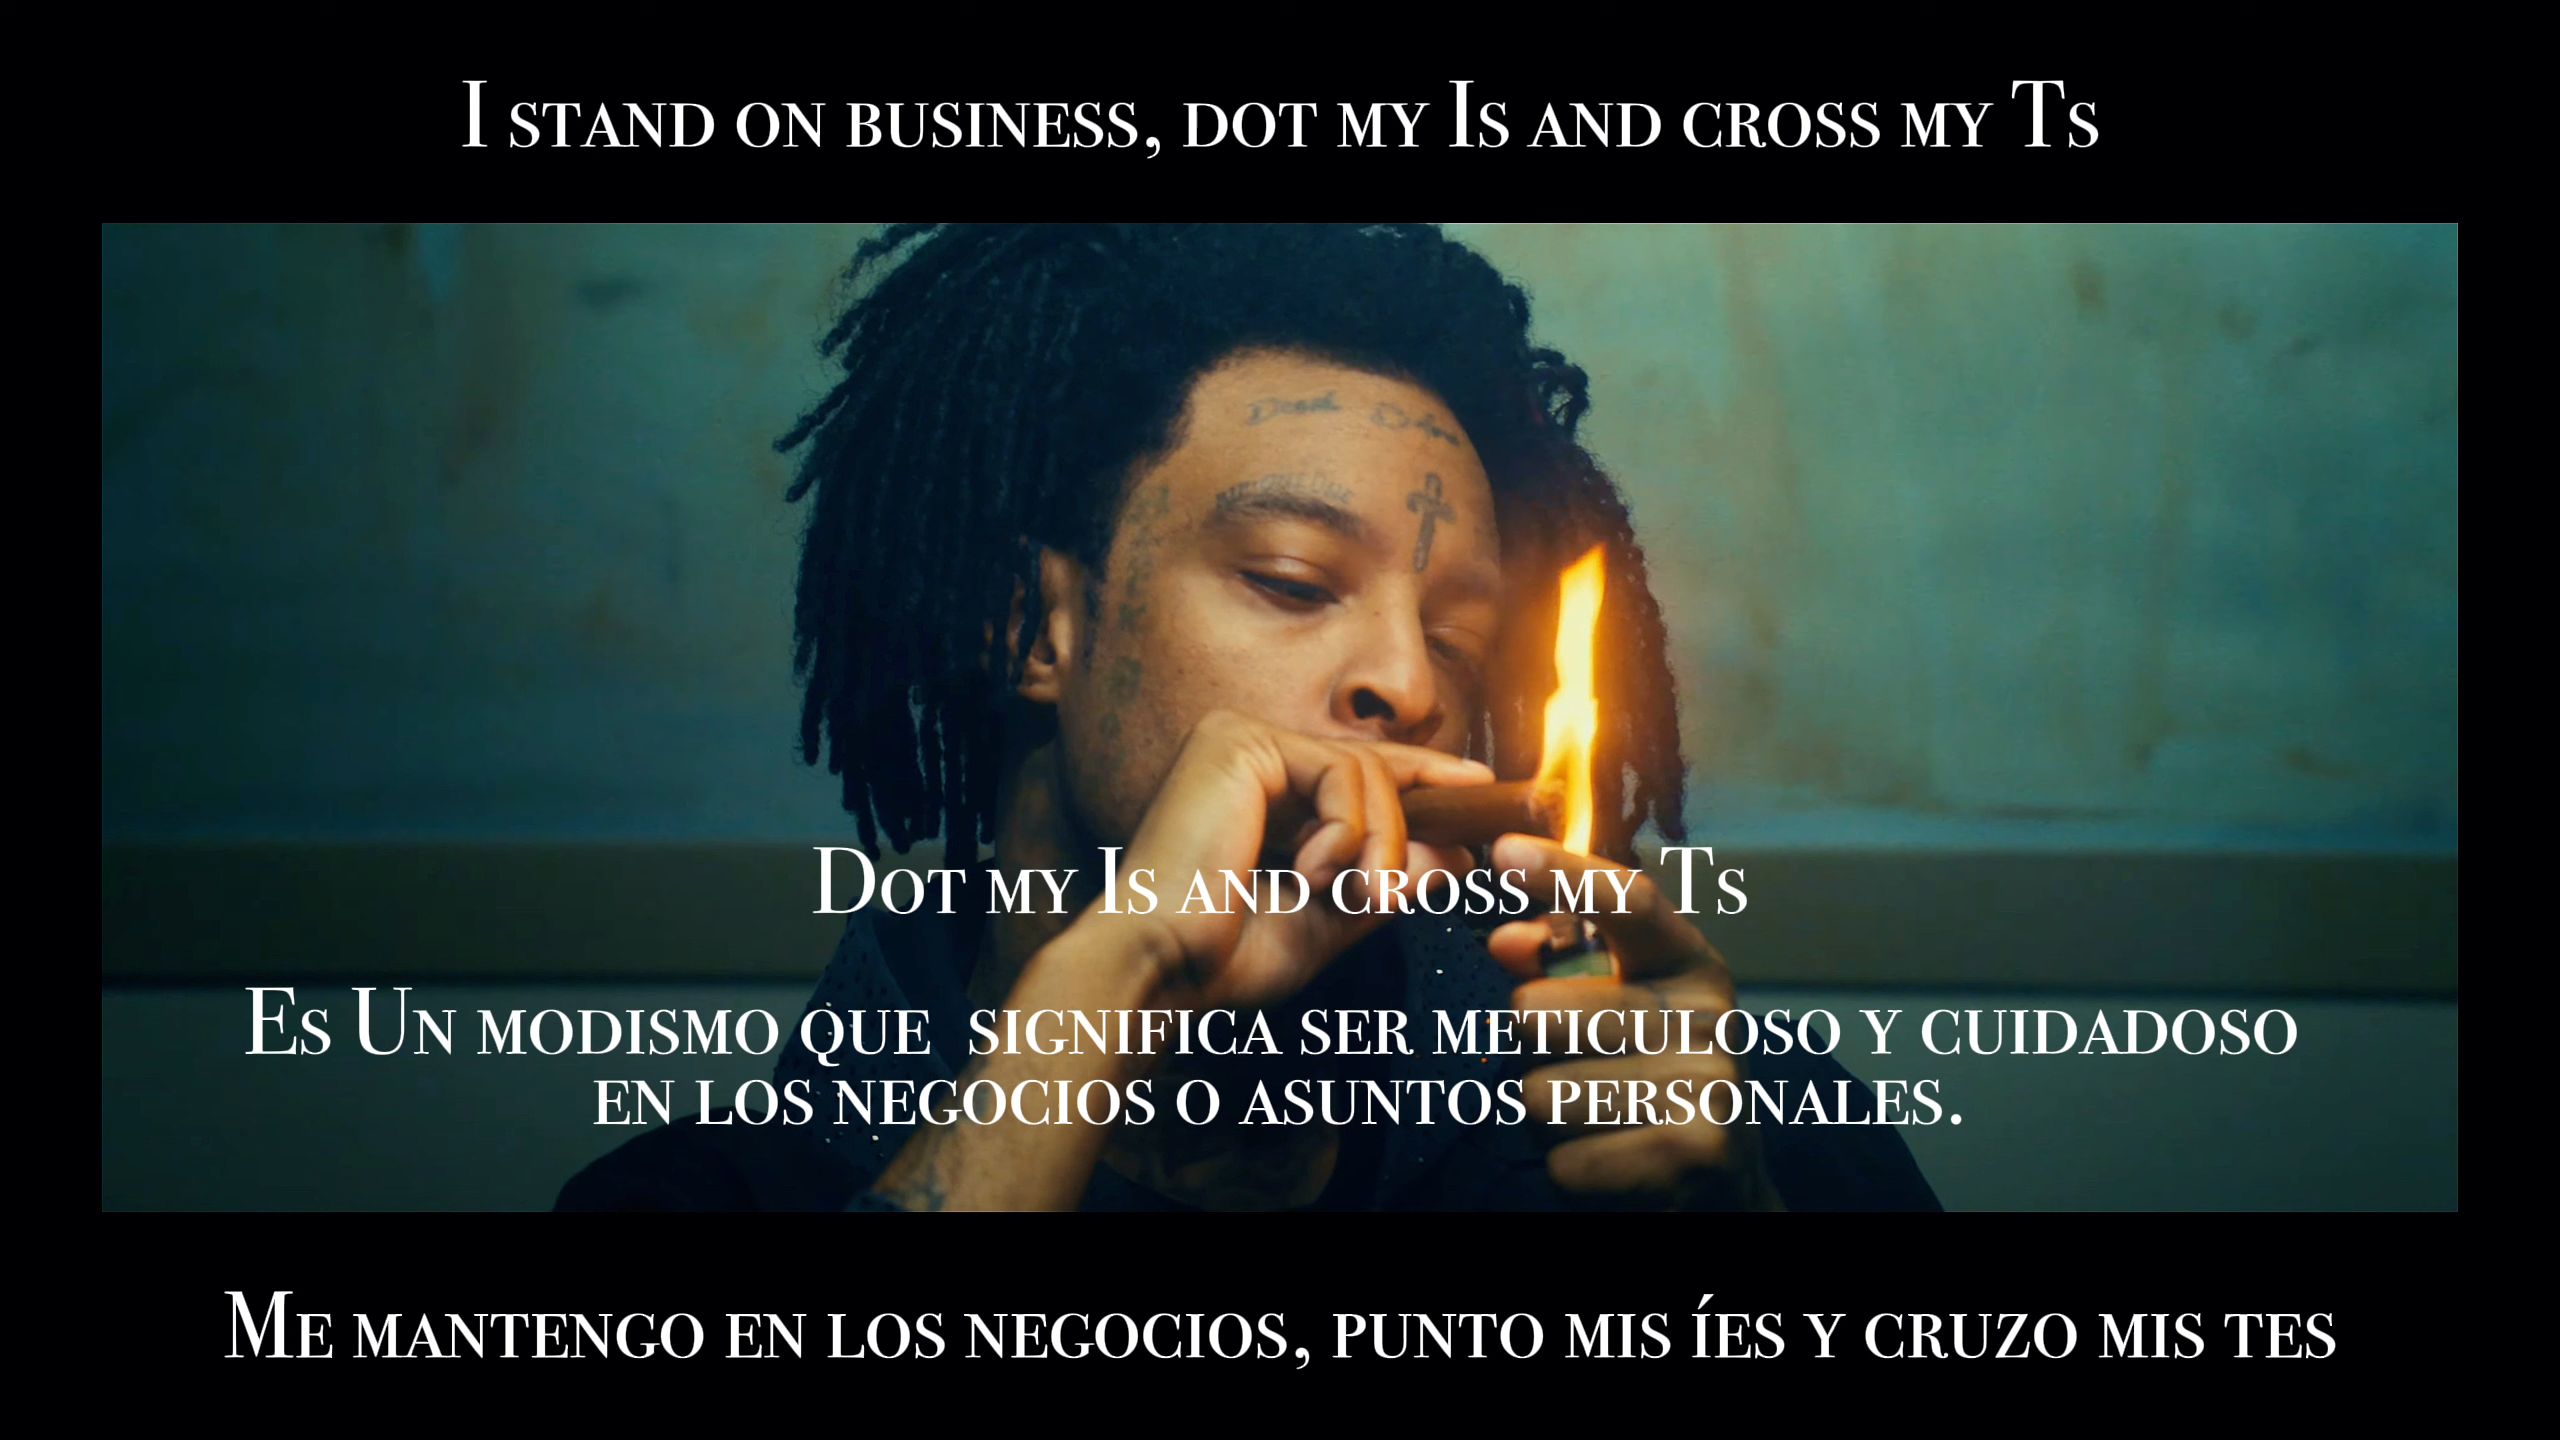 I stand on business, dot my Is and cross my Ts
Dot my Is and cross my Ts
Es Un modismo que significa ser meticuloso y cuidadoso
en los negocios o asuntos personales.
Me mantengo en los negocios, punto mis íes y cruzo mis tes